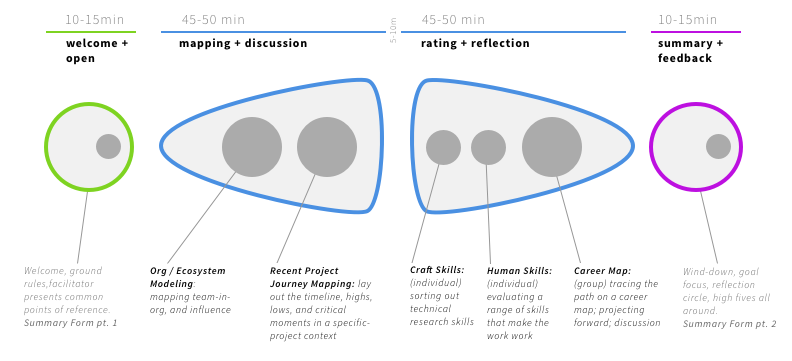 10-15min
45-50 min
5-10m
45-50 min
10-15min
welcome +
open
mapping + discussion
rating + reflection
summary +
feedback
Welcome, ground
rules,facilitator
presents common
points of reference.
Summary Form pt. 1
Org / Ecosystem
Modeling:
mapping team-in-
org, and influence
Recent Project
Journey Mapping: lay
out the timeline, highs,
lows, and critical
moments in a specific-
project context
Craft Skills:
(individual)
sorting out
technical
research skills
Human Skills:
(individual)
evaluating a
range of skills
that make the
work work
Career Map:
(group) tracing the
path on a career
map; projecting
forward; discussion
Wind-down, goal
focus, reflection
circle, high fives all
around.
Summary Form pt. 2